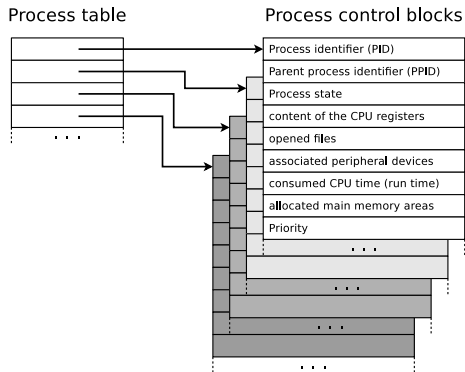 Process table
Process control blocks
Process identifier (PID)
Parent process identifier (PPID)
Process state
content of the CPU registers
opened files
associated peripheral devices
consumed CPU time (run time)
allocated main memory areas
Priority
. . .
. . .
. . .
. . .
. . .